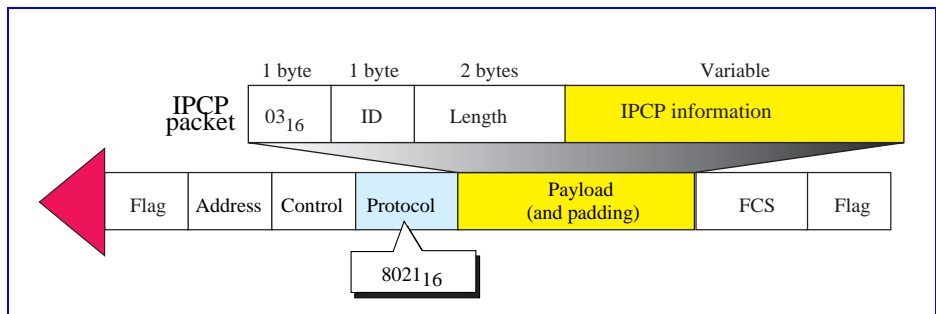 1 byte 1 byte 2 bytes Variable
IPCP
packet
03₁₆ ID Length IPCP information
Flag Address Control Protocol Payload
(and padding) FCS Flag
8021₁₆